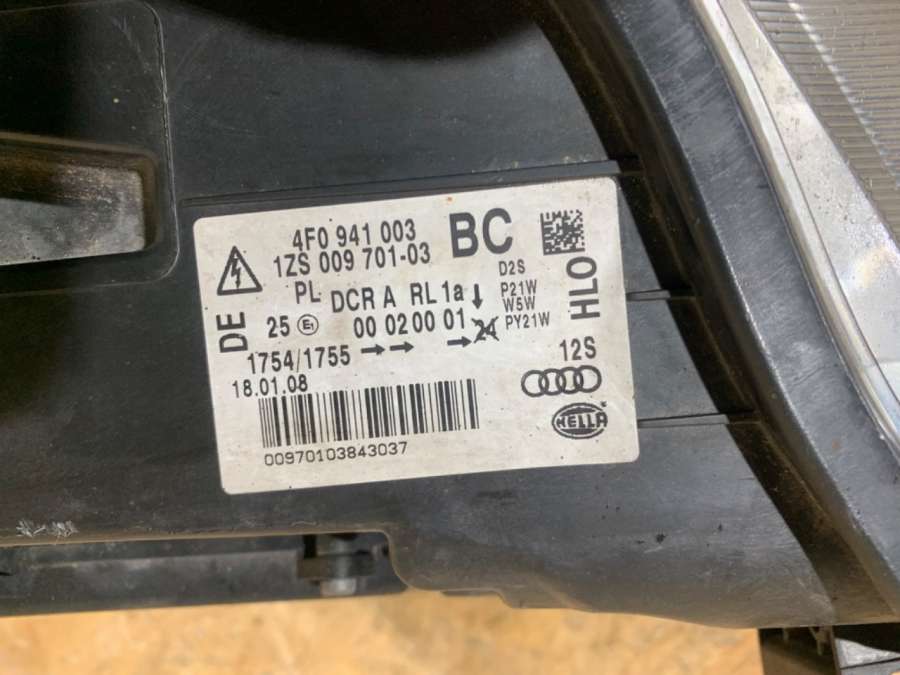 4F0 941 003 BC
1ZS 009 701-03
D2S
PL DCR A RL 1a P21W
W5W
DE 25 E1 00 02 00 01 24 PY21W
HLO
1754/1755 12S
18.01.08
HELLA
00970103843037